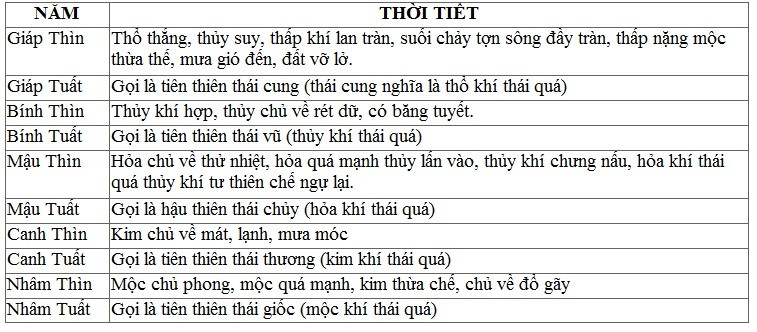 NĂM THỜI TIẾT
Giáp Thìn Thổ thắng, thủy suy, thấp khí lan tràn, suối chảy tợn sông đầy tràn, thấp nặng mộc
thừa thế, mưa gió đến, đất vỡ lở.
Giáp Tuất Gọi là tiên thiên thái cung (thái cung nghĩa là thổ khí thái quá)
Bính Thìn Thủy khí hợp, thủy chủ về rét dữ, có băng tuyết.
Bính Tuất Gọi là tiên thiên thái vũ (thủy khí thái quá)
Mậu Thìn Hỏa chủ về thử nhiệt, hỏa quá mạnh thủy lấn vào, thủy khí chưng nấu, hỏa khí thái
quá thủy khí tư thiên chế ngự lại.
Mậu Tuất Gọi là hậu thiên thái chủy (hỏa khí thái quá)
Canh Thìn Kim chủ về mát, lạnh, mưa móc
Canh Tuất Gọi là tiên thiên thái thương (kim khí thái quá)
Nhâm Thìn Mộc chủ phong, mộc quá mạnh, kim thừa chế, chủ về đổ gãy
Nhâm Tuất Gọi là tiên thiên thái giốc (mộc khí thái quá)